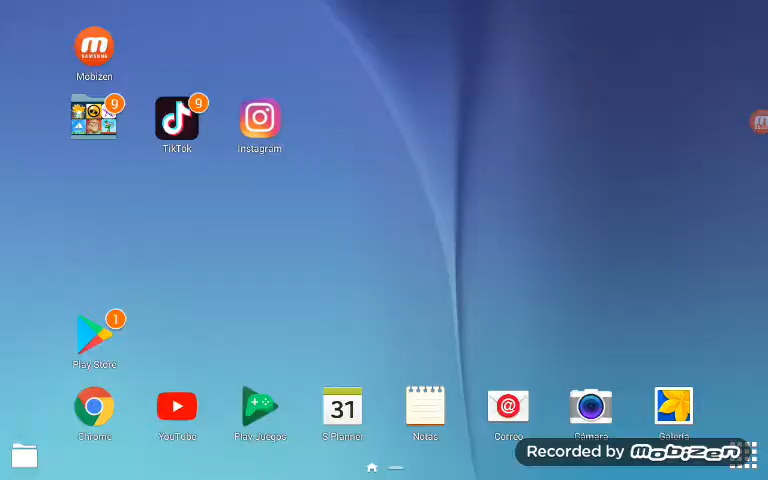 m
SAMSUNG
Mobizen
9
9
TikTok
Instagram
m
1
Play Store
31
@
Chrome
YouTube
Play Juegos
S Planner
Notas
Correo
Cámara
Galería
Recorded by mobizen